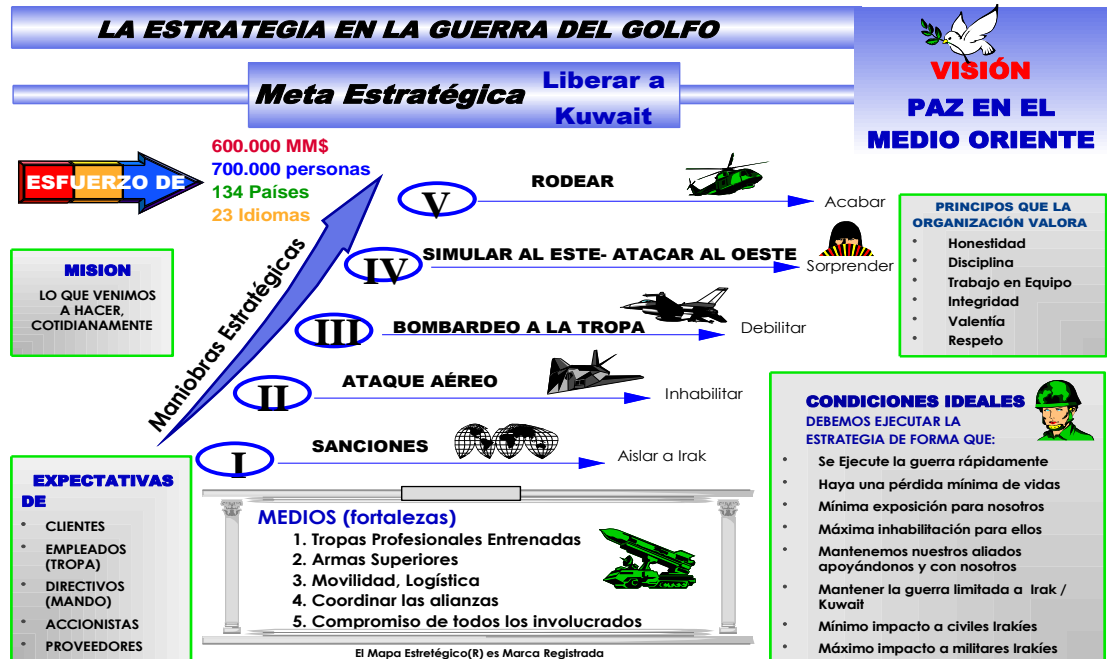 LA ESTRATEGIA EN LA GUERRA DEL GOLFO
VISIÓN
PAZ EN EL
MEDIO ORIENTE
Meta Estratégica
Liberar a
Kuwait
ESFUERZO DE
600.000 MM$
700.000 personas
134 Países
23 Idiomas
MISION
LO QUE VENIMOS
A HACER,
COTIDIANAMENTE
Maniobras Estratégicas
V
RODEAR
Acabar
IV
SIMULAR AL ESTE- ATACAR AL OESTE
Sorprender
III
BOMBARDEO A LA TROPA
Debilitar
II
ATAQUE AÉREO
Inhabilitar
I
SANCIONES
Aislar a Irak
PRINCIPOS QUE LA
ORGANIZACIÓN VALORA
* Honestidad
* Disciplina
* Trabajo en Equipo
* Integridad
* Valentía
* Respeto
EXPECTATIVAS
DE
* CLIENTES
* EMPLEADOS
(TROPA)
* DIRECTIVOS
(MANDO)
* ACCIONISTAS
* PROVEEDORES
MEDIOS (fortalezas)
1. Tropas Profesionales Entrenadas
2. Armas Superiores
3. Movilidad, Logística
4. Coordinar las alianzas
5. Compromiso de todos los involucrados
El Mapa Estretégico(R) es Marca Registrada
CONDICIONES IDEALES
DEBEMOS EJECUTAR LA
ESTRATEGIA DE FORMA QUE:
* Se Ejecute la guerra rápidamente
* Haya una pérdida mínima de vidas
* Mínima exposición para nosotros
* Máxima inhabilitación para ellos
* Mantenemos nuestros aliados
apoyándonos y con nosotros
* Mantener la guerra limitada a Irak /
Kuwait
* Mínimo impacto a civiles Irakíes
* Máximo impacto a militares Irakíes